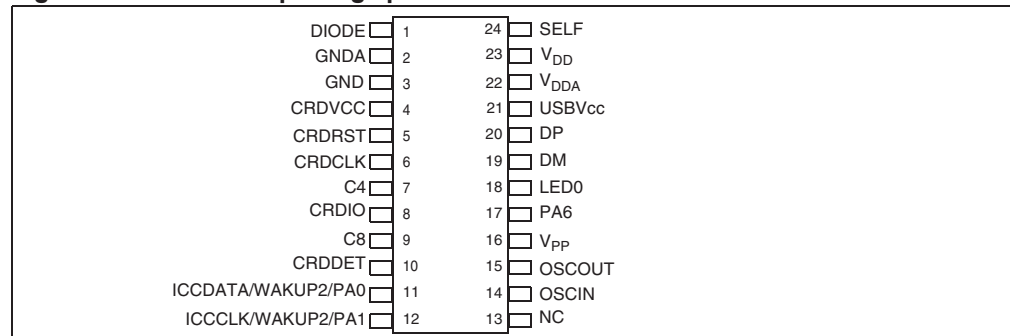 DIODE 1 24 SELF
GNDA 2 23 VDD
GND 3 22 VDDA
CRDVCC 4 21 USBVcc
CRDRST 5 20 DP
CRDCLK 6 19 DM
C4 7 18 LED0
CRDIO 8 17 PA6
C8 9 16 VPP
CRDDET 10 15 OSCOUT
ICCDATA/WAKUP2/PA0 11 14 OSCIN
ICCCLK/WAKUP2/PA1 12 13 NC